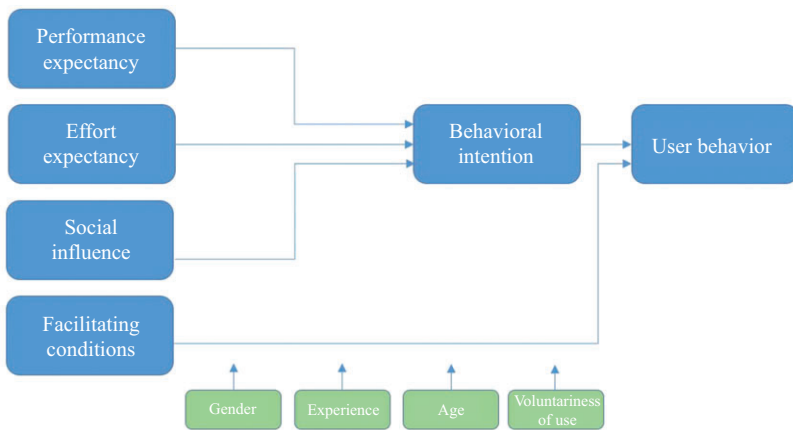 Performance
expectancy
Effort
expectancy
Social
influence
Facilitating
conditions
Behavioral
intention
User behavior
Gender
Experience
Age
Voluntariness
of use